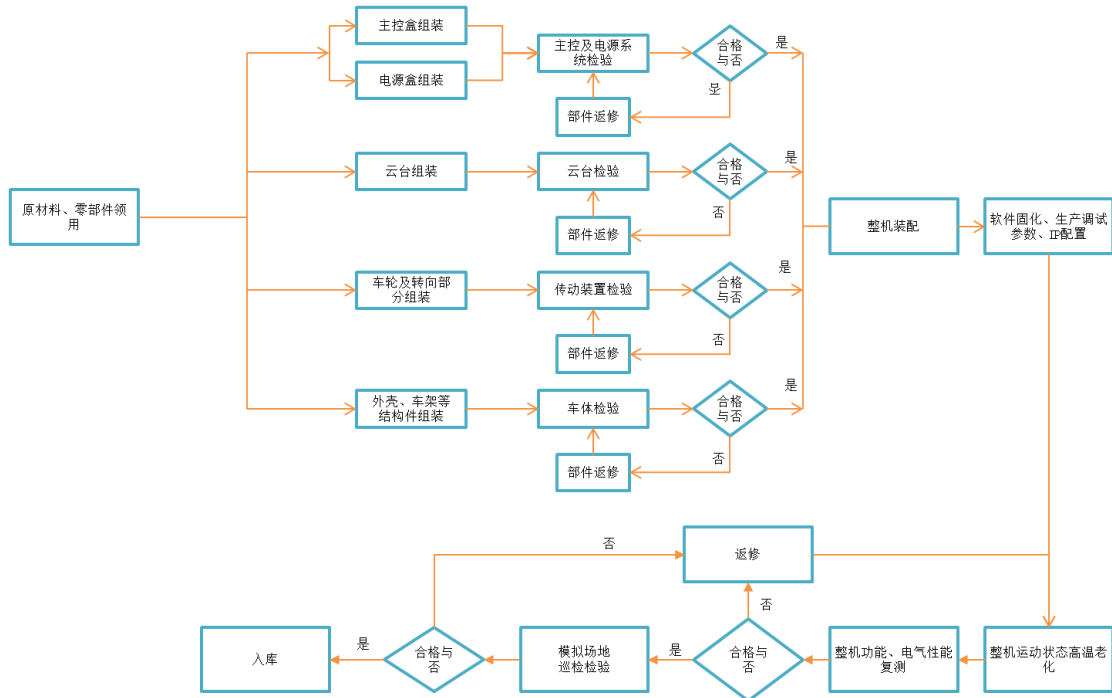 主控盒组装
电源盒组装
主控及电源系
统检验
合格
与否
是
部件返修
云台组装
云台检验
合格
与否
是
否
部件返修
原材料、零部件领
用
整机装配
软件固化、生产调试
参数、IP配置
车轮及转向部
分组装
传动装置检验
合格
与否
是
否
部件返修
外壳、车架等
结构件组装
车体检验
合格
与否
是
否
部件返修
否
返修
否
入库
是
合格与
否
模拟场地
巡检检验
是
合格与
否
整机功能、电气性能
复测
整机运动状态高温老
化